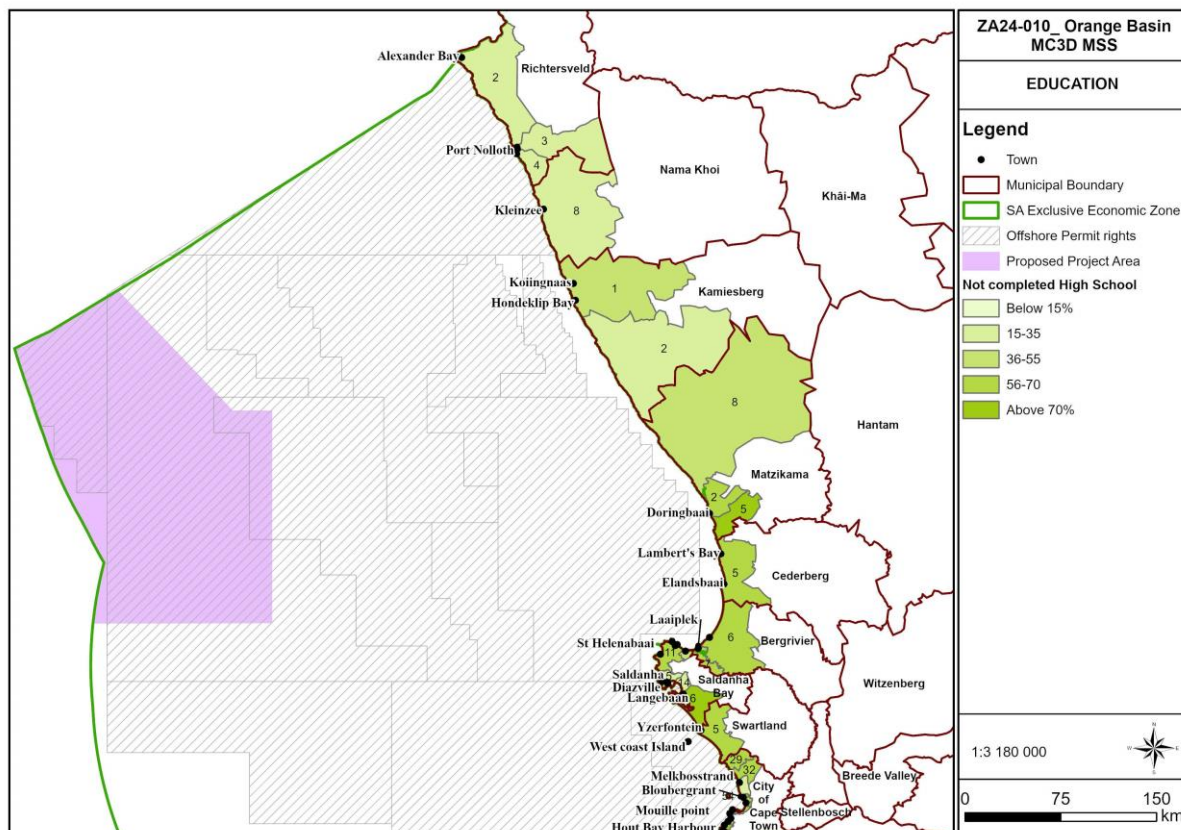 ZA24-010_ Orange Basin
MC3D MSS
EDUCATION
Legend
Town
Municipal Boundary
SA Exclusive Economic Zone
Offshore Permit rights
Proposed Project Area
Not completed High School
Below 15%
15-35
36-55
56-70
Above 70%
1:3 180 000
N
W
E
S
0 75 150
km
Alexander Bay
Richtersveld
2
3
Port Nolloth
4
Nama Khoi
Khâi-Ma
Kleinzee
8
Koiingnaas
1
Kamiesberg
Hondeklip Bay
2
8
Hantam
Matzikama
2
5
Doringbaai
Lambert's Bay
5
Cederberg
Elandsbaai
Laaiplek
6
Bergrivier
St Helenabaai
11
Witzenberg
Saldanha
5
14
Saldanha
Bay
Diazville
Langebaan
6
Swartland
Yzerfontein
5
West coast Island
29
32
Melkbosstrand
Breede Valley
Bloubergrant
City
of
Cape
Town
Stellenbosch
Mouille point
Hout Bay Harbour